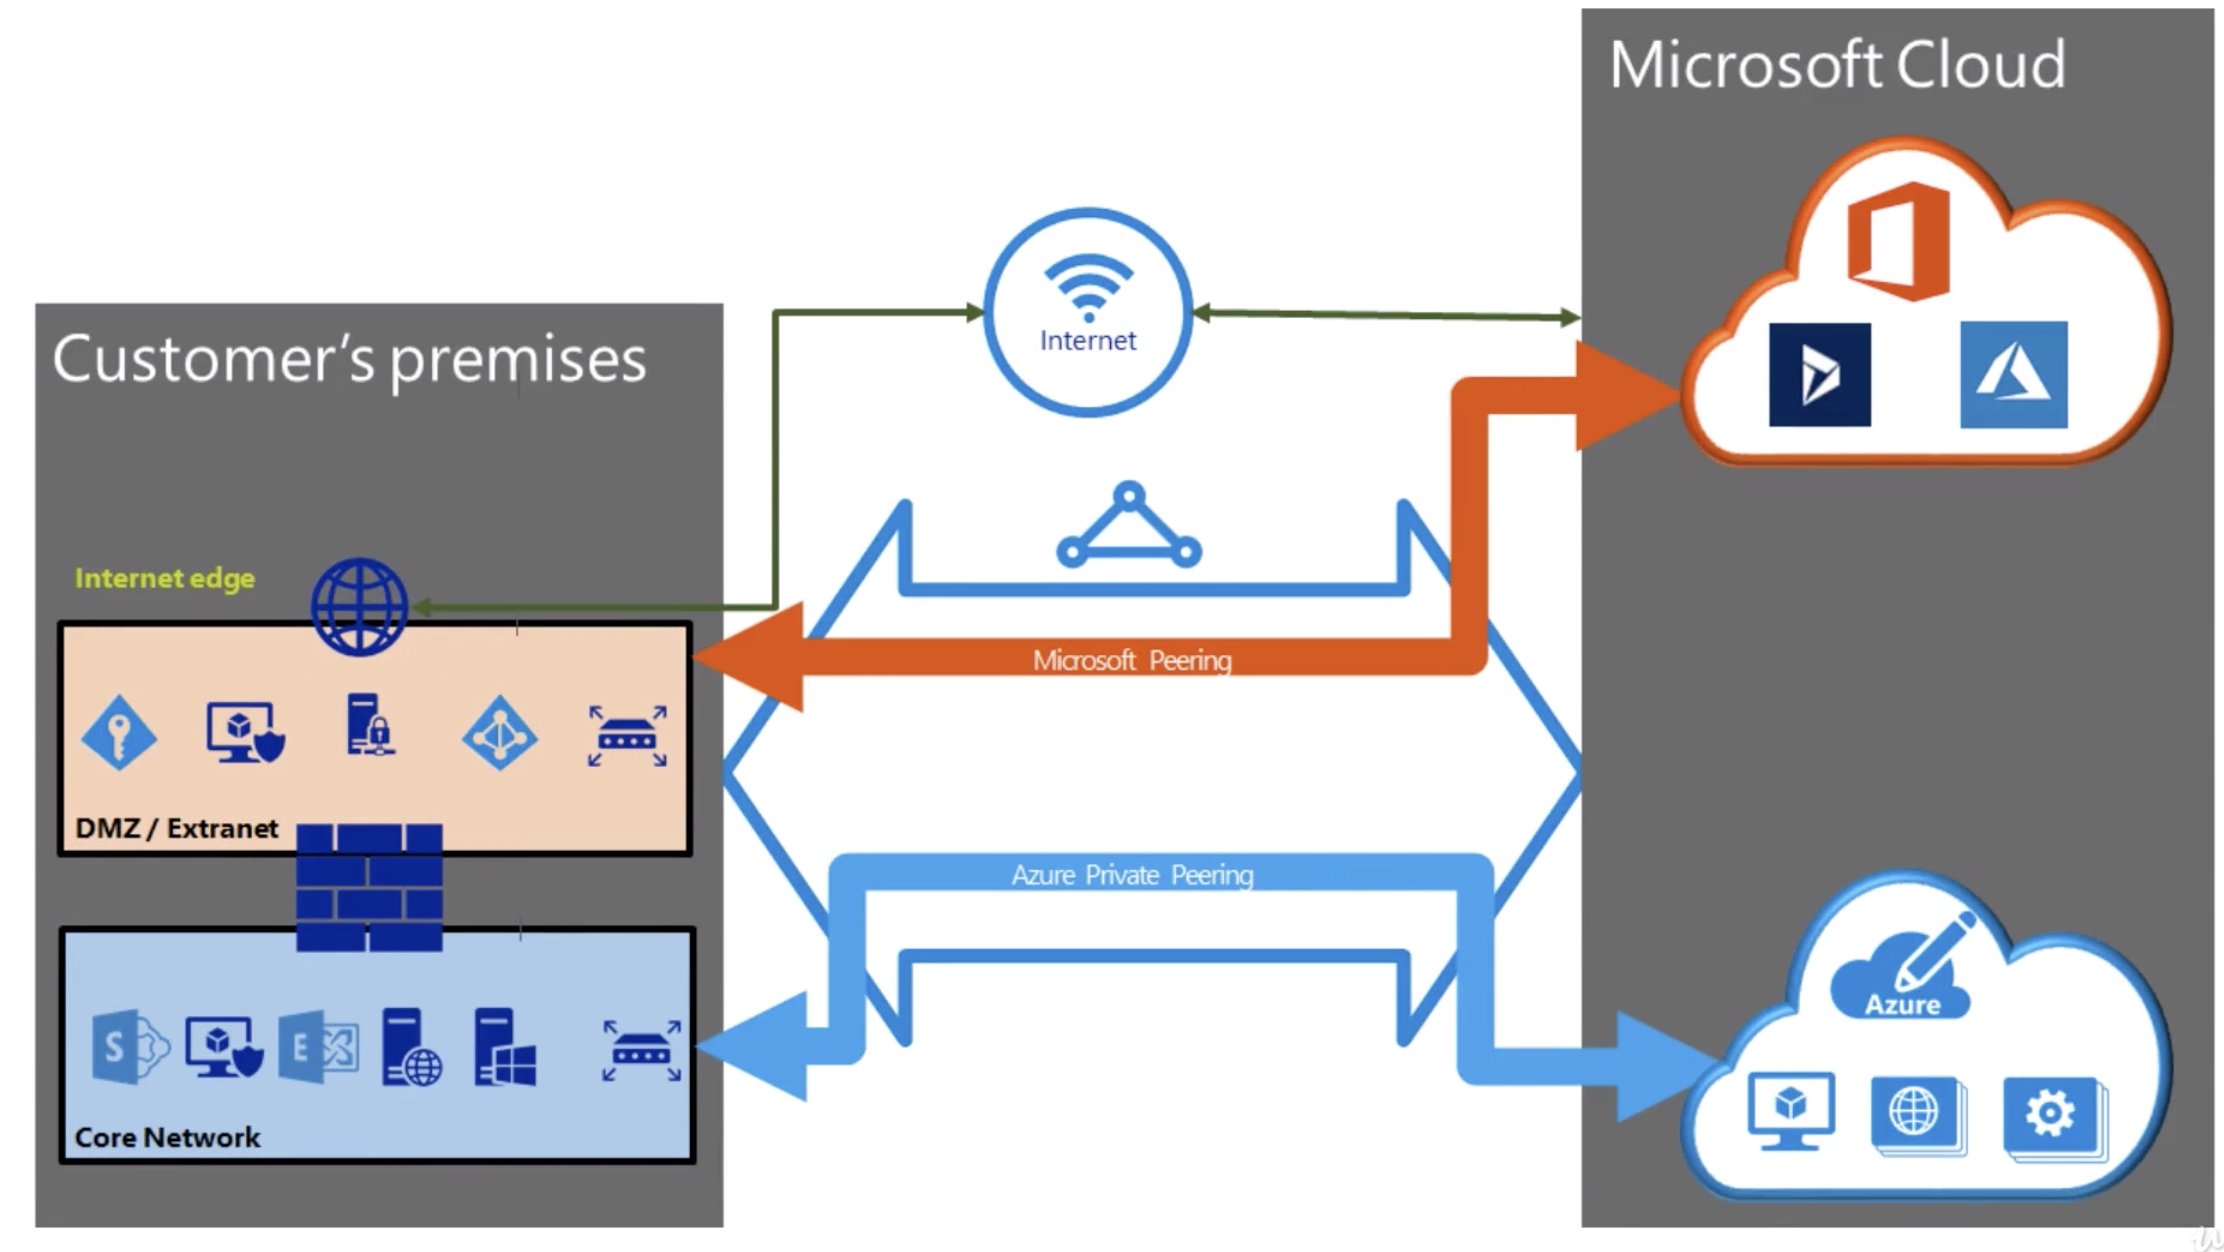 Microsoft Cloud
Internet
Customer's premises
Internet edge
Microsoft Peering
DMZ / Extranet
Azure Private Peering
Azure
S
E
Core Network